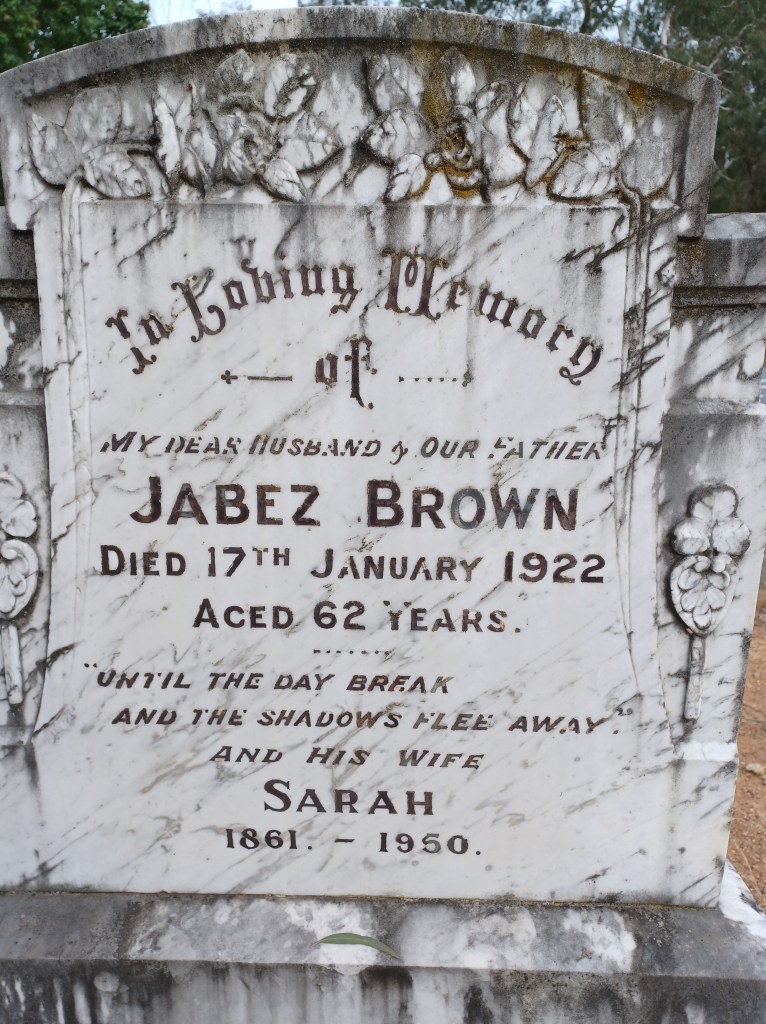 In Loving Memory
of
MY DEAR HUSBAND & OUR FATHER
JABEZ BROWN
DIED 17TH JANUARY 1922
AGED 62 YEARS.
"UNTIL THE DAY BREAK
AND THE SHADOWS FLEE AWAY".
AND HIS WIFE
SARAH
1861. - 1950.